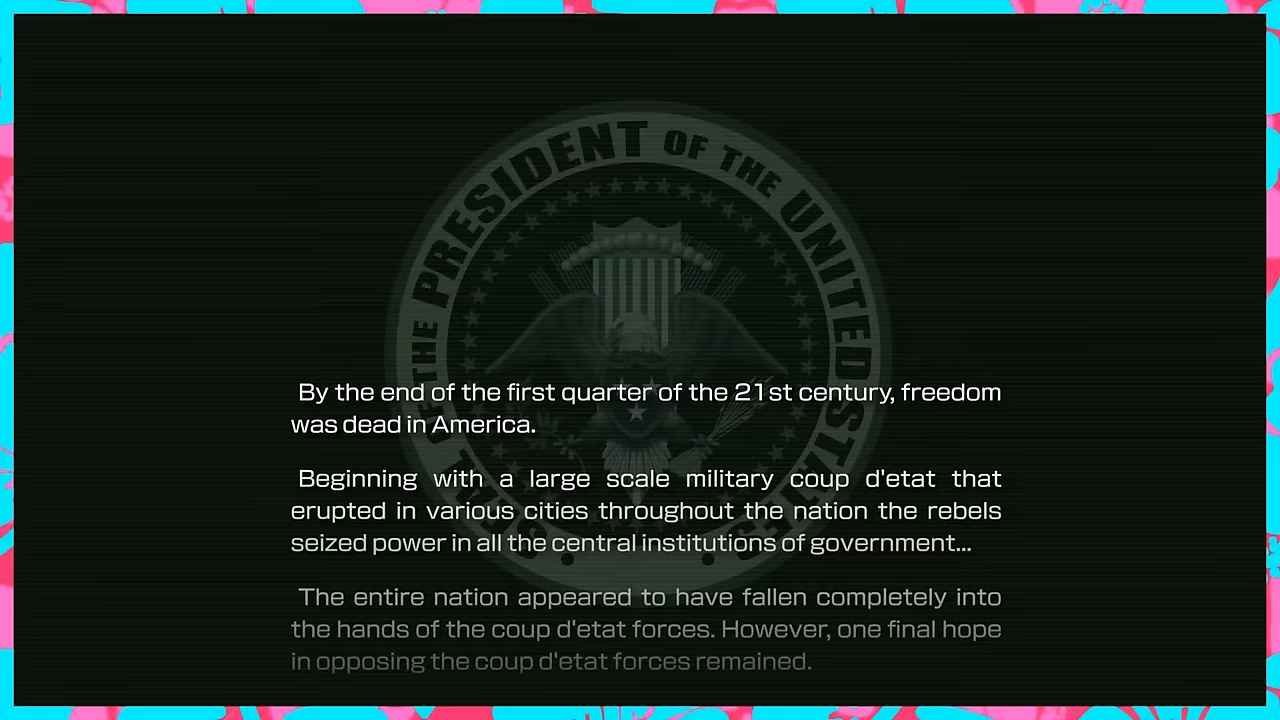 SEAL OF THE PRESIDENT OF THE UNITED STATES
By the end of the first quarter of the 21st century, freedom
was dead in America.
Beginning with a large scale military coup d'etat that
erupted in various cities throughout the nation the rebels
seized power in all the central institutions of government...
The entire nation appeared to have fallen completely into
the hands of the coup d'etat forces. However, one final hope
in opposing the coup d'etat forces remained.